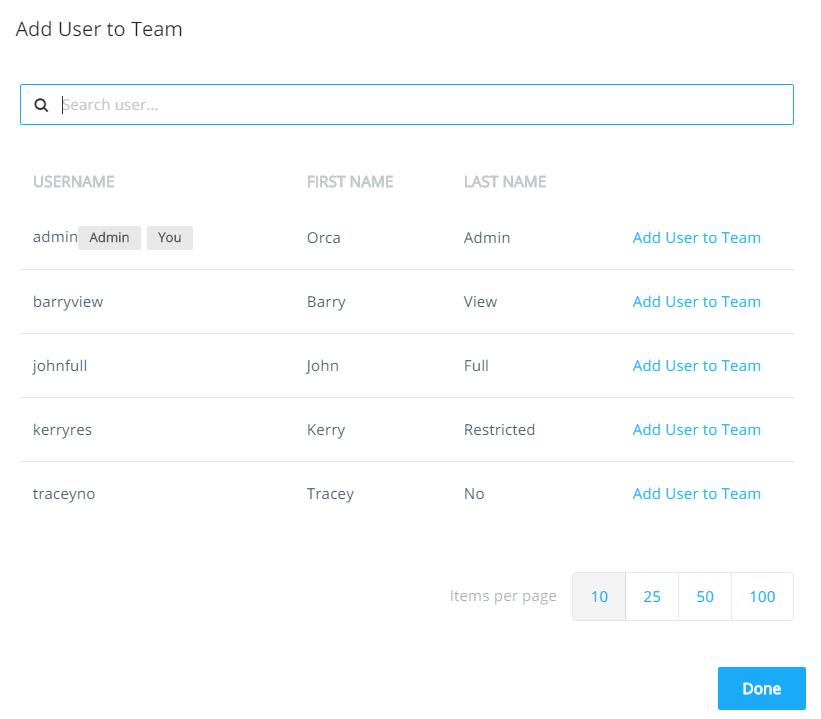 Add User to Team
Search user...
USERNAME FIRST NAME LAST NAME
admin Admin You Orca Admin Add User to Team
barryview Barry View Add User to Team
johnfull John Full Add User to Team
kerryres Kerry Restricted Add User to Team
traceyno Tracey No Add User to Team
Items per page 10 25 50 100
Done